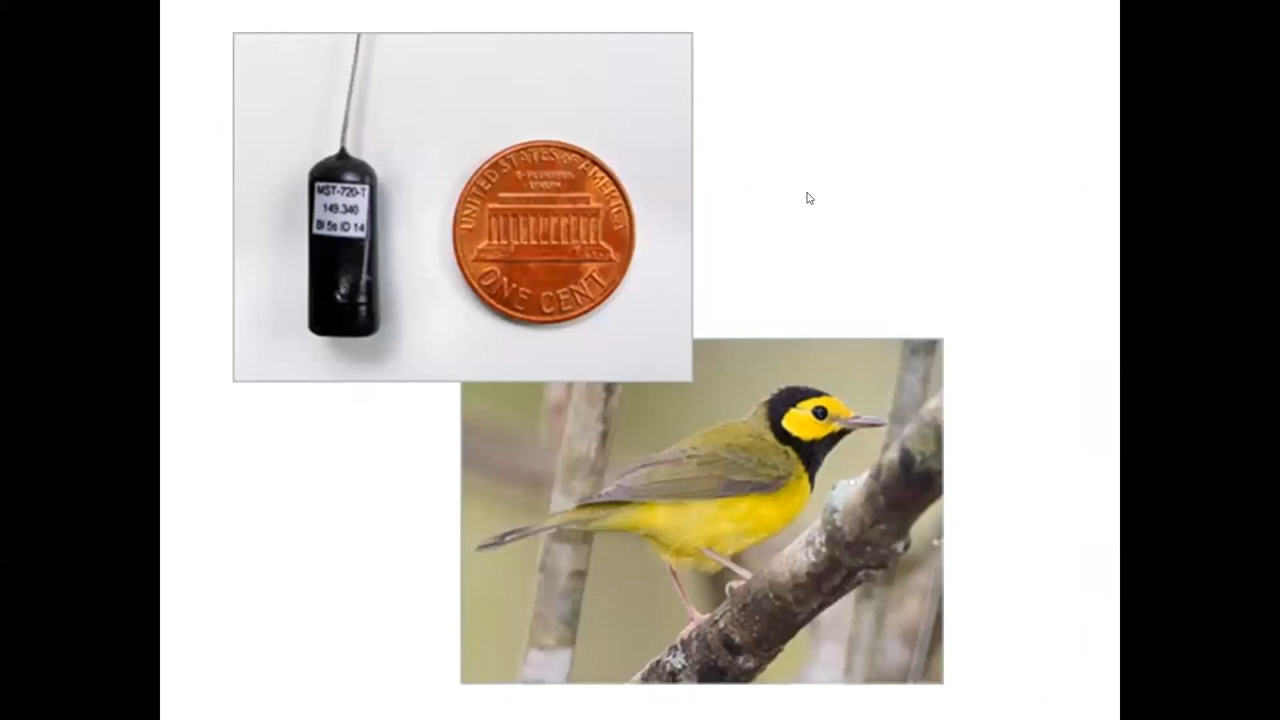 MST-720-T
149.340
BI 5s ID 14
UNITED STATES of AMERICA
ONE CENT